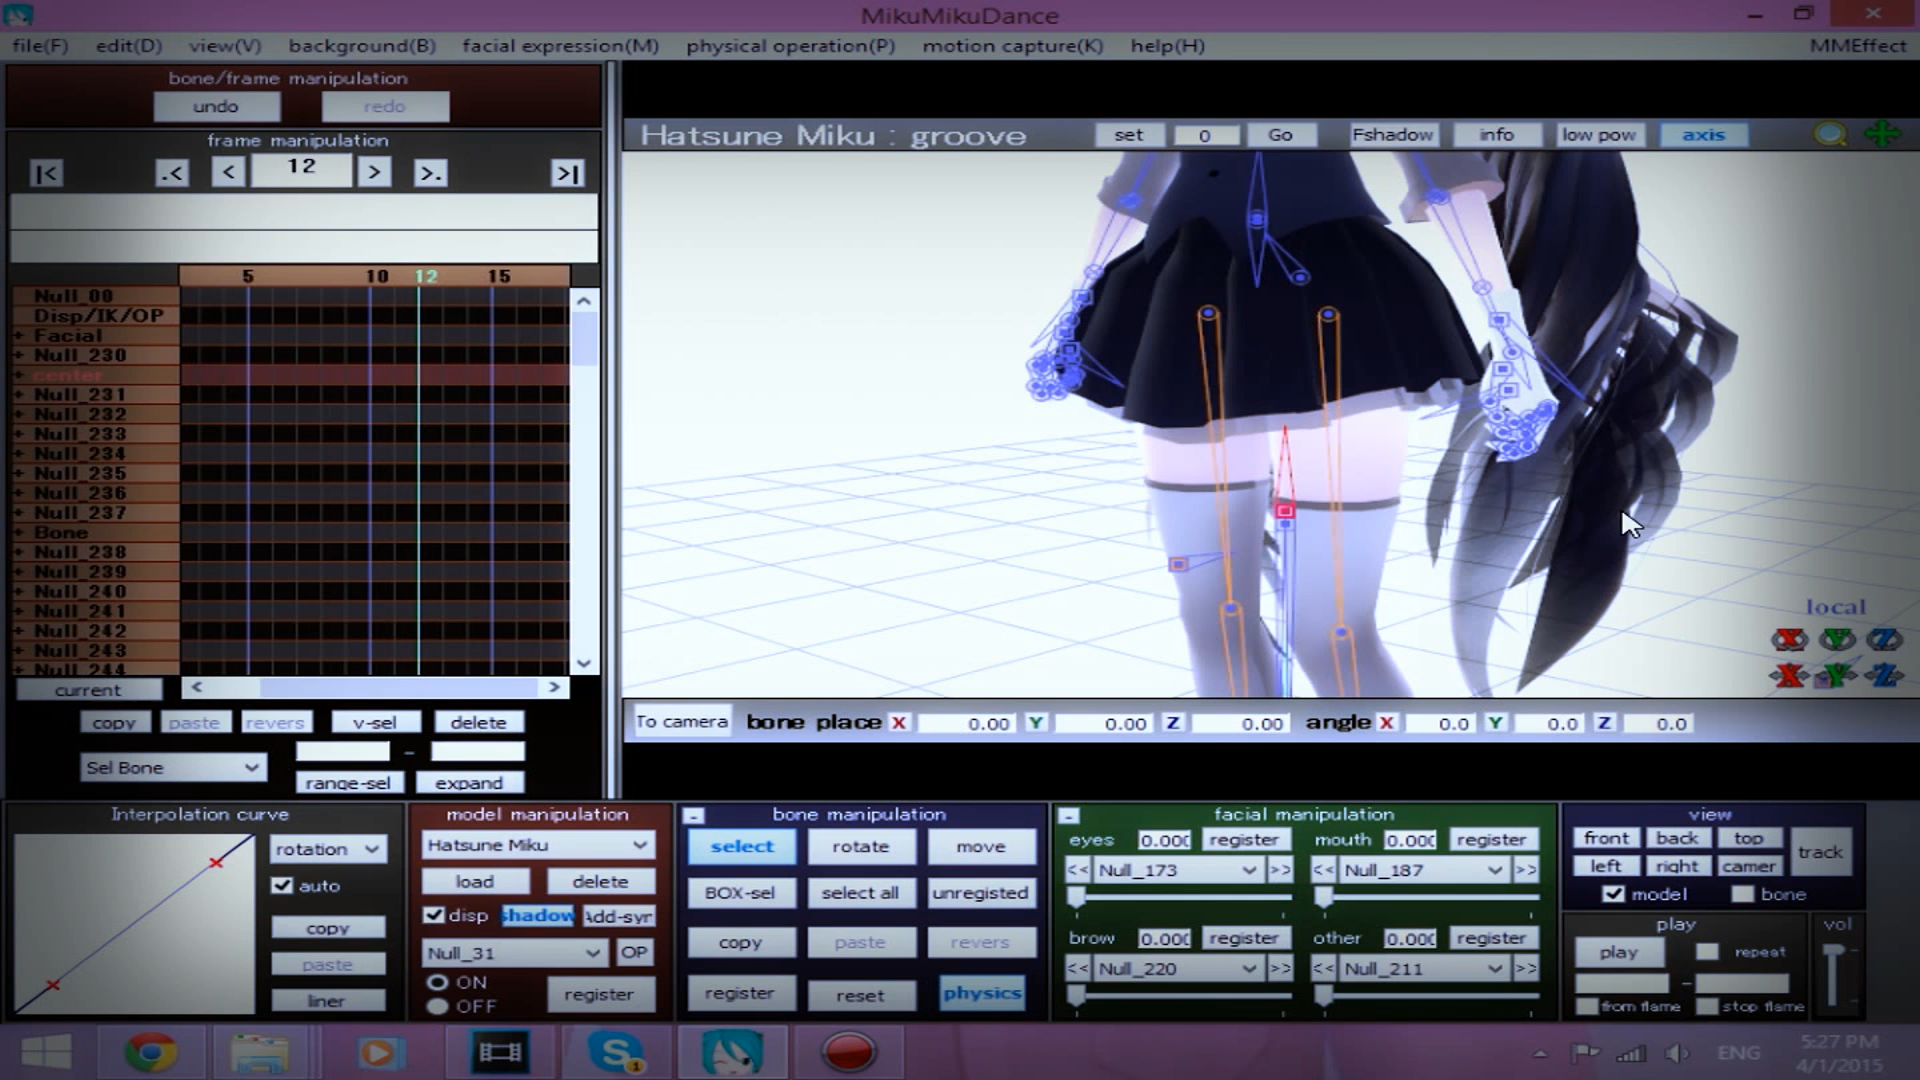 MikuMikuDance
file(F) edit(D) view(V) background(B) facial expression(M) physical operation(P) motion capture(K) help(H) MMEffect
bone/frame manipulation
undo redo
frame manipulation
|< .< < 12 > >. >|
Hatsune Miku : groove set 0 Go Fshadow info low pow axis
5 10 12 15
Null_00
Disp/IK/OP
+ Facial
+ Null_230
+ center
+ Null_231
+ Null_232
+ Null_233
+ Null_234
+ Null_235
+ Null_236
+ Null_237
+ Bone
+ Null_238
+ Null_239
+ Null_240
+ Null_241
+ Null_242
+ Null_243
+ Null_244
local
X Y Z
X Y Z
current
copy paste revers v-sel delete
Sel Bone -
range-sel expand
To camera bone place X 0.00 Y 0.00 Z 0.00 angle X 0.0 Y 0.0 Z 0.0
Interpolation curve
rotation
auto
copy
paste
liner
model manipulation
Hatsune Miku
load delete
disp shadow Add-syn
Null_31 OP
ON
OFF
register
- bone manipulation
select rotate move
BOX-sel select all unregisted
copy paste revers
register reset physics
- facial manipulation
eyes 0.000 register mouth 0.000 register
<< Null_173 >> << Null_187 >>
brow 0.000 register other 0.000 register
<< Null_220 >> << Null_211 >>
view
front back top
left right camer track
model bone
play
play repeat
-
from flame stop flame
vol
ENG
5:27 PM
4/1/2015